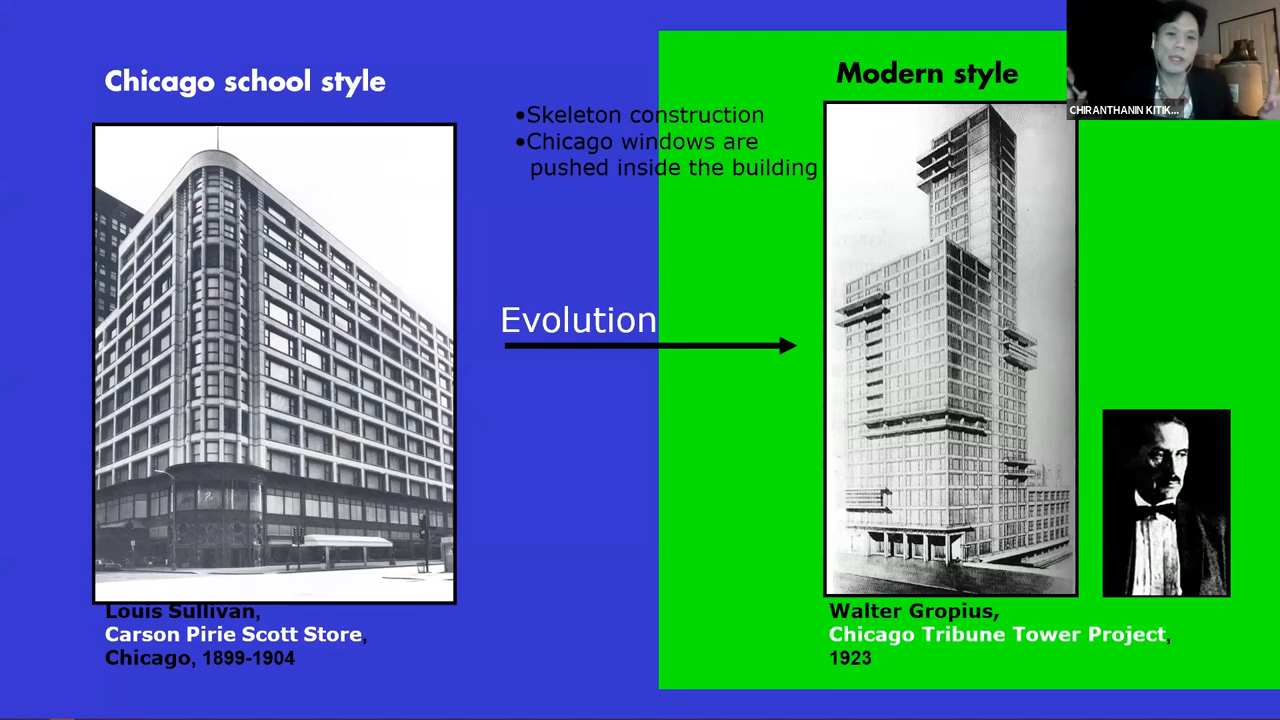 Chicago school style
Modern style
CHIRANTHANIN KITIK...
•Skeleton construction
•Chicago windows are
pushed inside the building
Evolution
Louis Sullivan,
Carson Pirie Scott Store,
Chicago, 1899-1904
Walter Gropius,
Chicago Tribune Tower Project,
1923